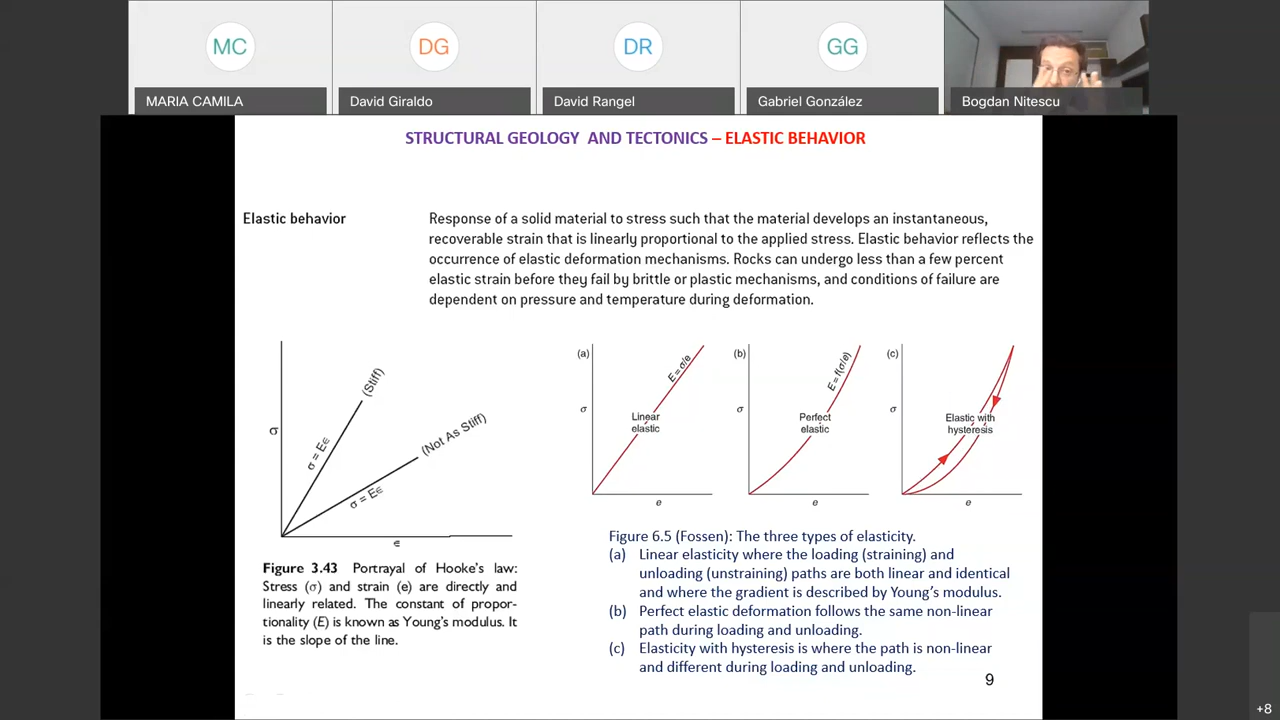 MC
DG
DR
GG
MARIA CAMILA
David Giraldo
David Rangel
Gabriel González
Bogdan Nitescu
STRUCTURAL GEOLOGY AND TECTONICS – ELASTIC BEHAVIOR
Elastic behavior
Response of a solid material to stress such that the material develops an instantaneous,
recoverable strain that is linearly proportional to the applied stress. Elastic behavior reflects the
occurrence of elastic deformation mechanisms. Rocks can undergo less than a few percent
elastic strain before they fail by brittle or plastic mechanisms, and conditions of failure are
dependent on pressure and temperature during deformation.
σ
σ = Eϵ
(Stiff)
σ = Eϵ
(Not As Stiff)
ϵ
Figure 3.43 Portrayal of Hooke's law:
Stress (σ) and strain (e) are directly and
linearly related. The constant of propor-
tionality (E) is known as Young's modulus. It
is the slope of the line.
(a)
E = σ/e
σ
Linear
elastic
e
(b)
E = f(σ/e)
σ
Perfect
elastic
e
(c)
σ
Elastic with
hysteresis
e
Figure 6.5 (Fossen): The three types of elasticity.
(a) Linear elasticity where the loading (straining) and
unloading (unstraining) paths are both linear and identical
and where the gradient is described by Young's modulus.
(b) Perfect elastic deformation follows the same non-linear
path during loading and unloading.
(c) Elasticity with hysteresis is where the path is non-linear
and different during loading and unloading.
9
+8